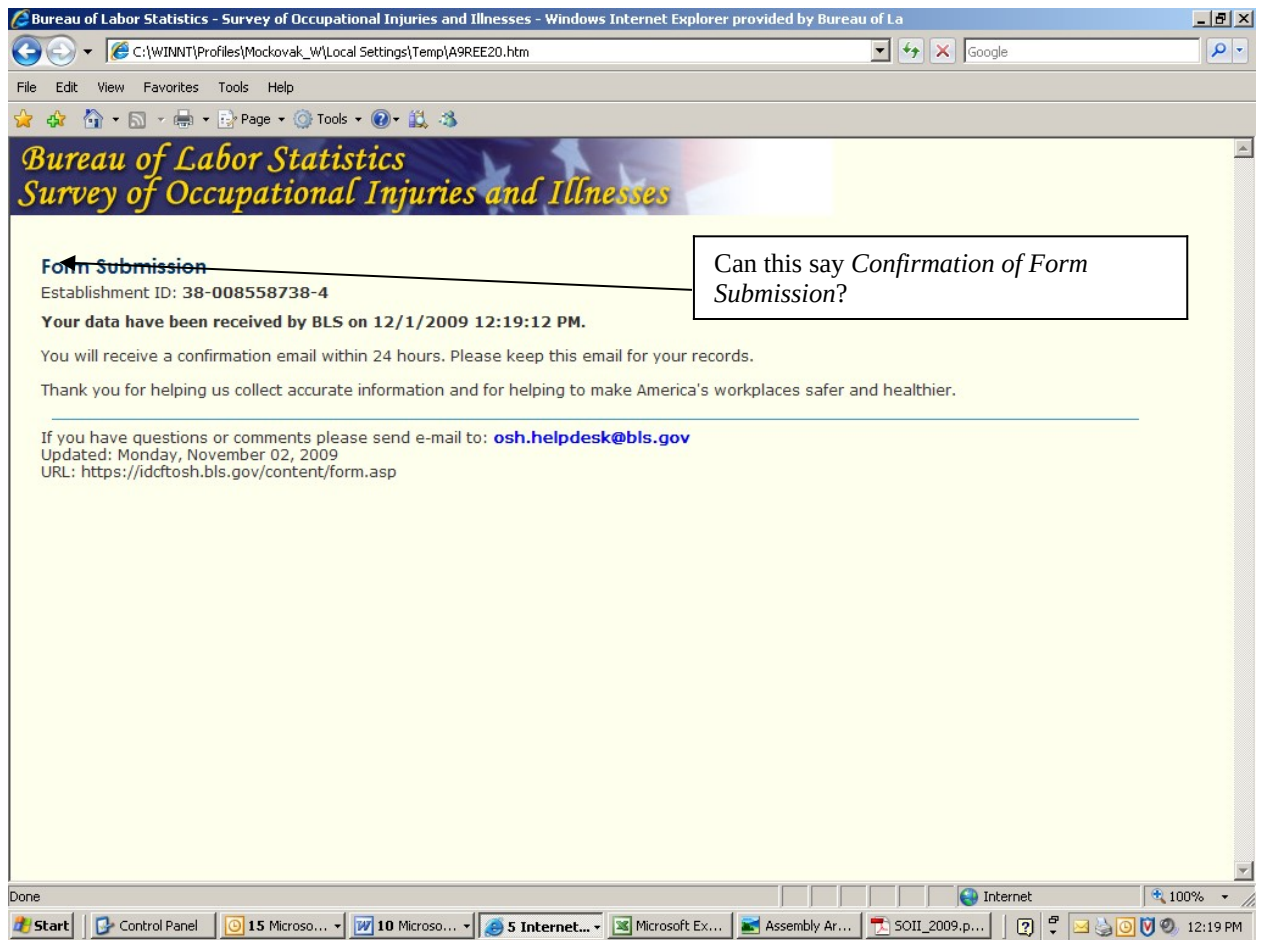 Bureau of Labor Statistics - Survey of Occupational Injuries and Illnesses - Windows Internet Explorer provided by Bureau of La
C:\WINNT\Profiles\Mockovak_W\Local Settings\Temp\A9REE20.htm
Google
File Edit View Favorites Tools Help
Page Tools
Bureau of Labor Statistics
Survey of Occupational Injuries and Illnesses
Form Submission
Can this say Confirmation of Form
Submission?
Establishment ID: 38-008558738-4
Your data have been received by BLS on 12/1/2009 12:19:12 PM.
You will receive a confirmation email within 24 hours. Please keep this email for your records.
Thank you for helping us collect accurate information and for helping to make America's workplaces safer and healthier.
If you have questions or comments please send e-mail to: osh.helpdesk@bls.gov
Updated: Monday, November 02, 2009
URL: https://idcftosh.bls.gov/content/form.asp
Done Internet 100%
Start Control Panel 15 Microso... 10 Microso... 5 Internet... Microsoft Ex... Assembly Ar... SOII_2009.p... 12:19 PM